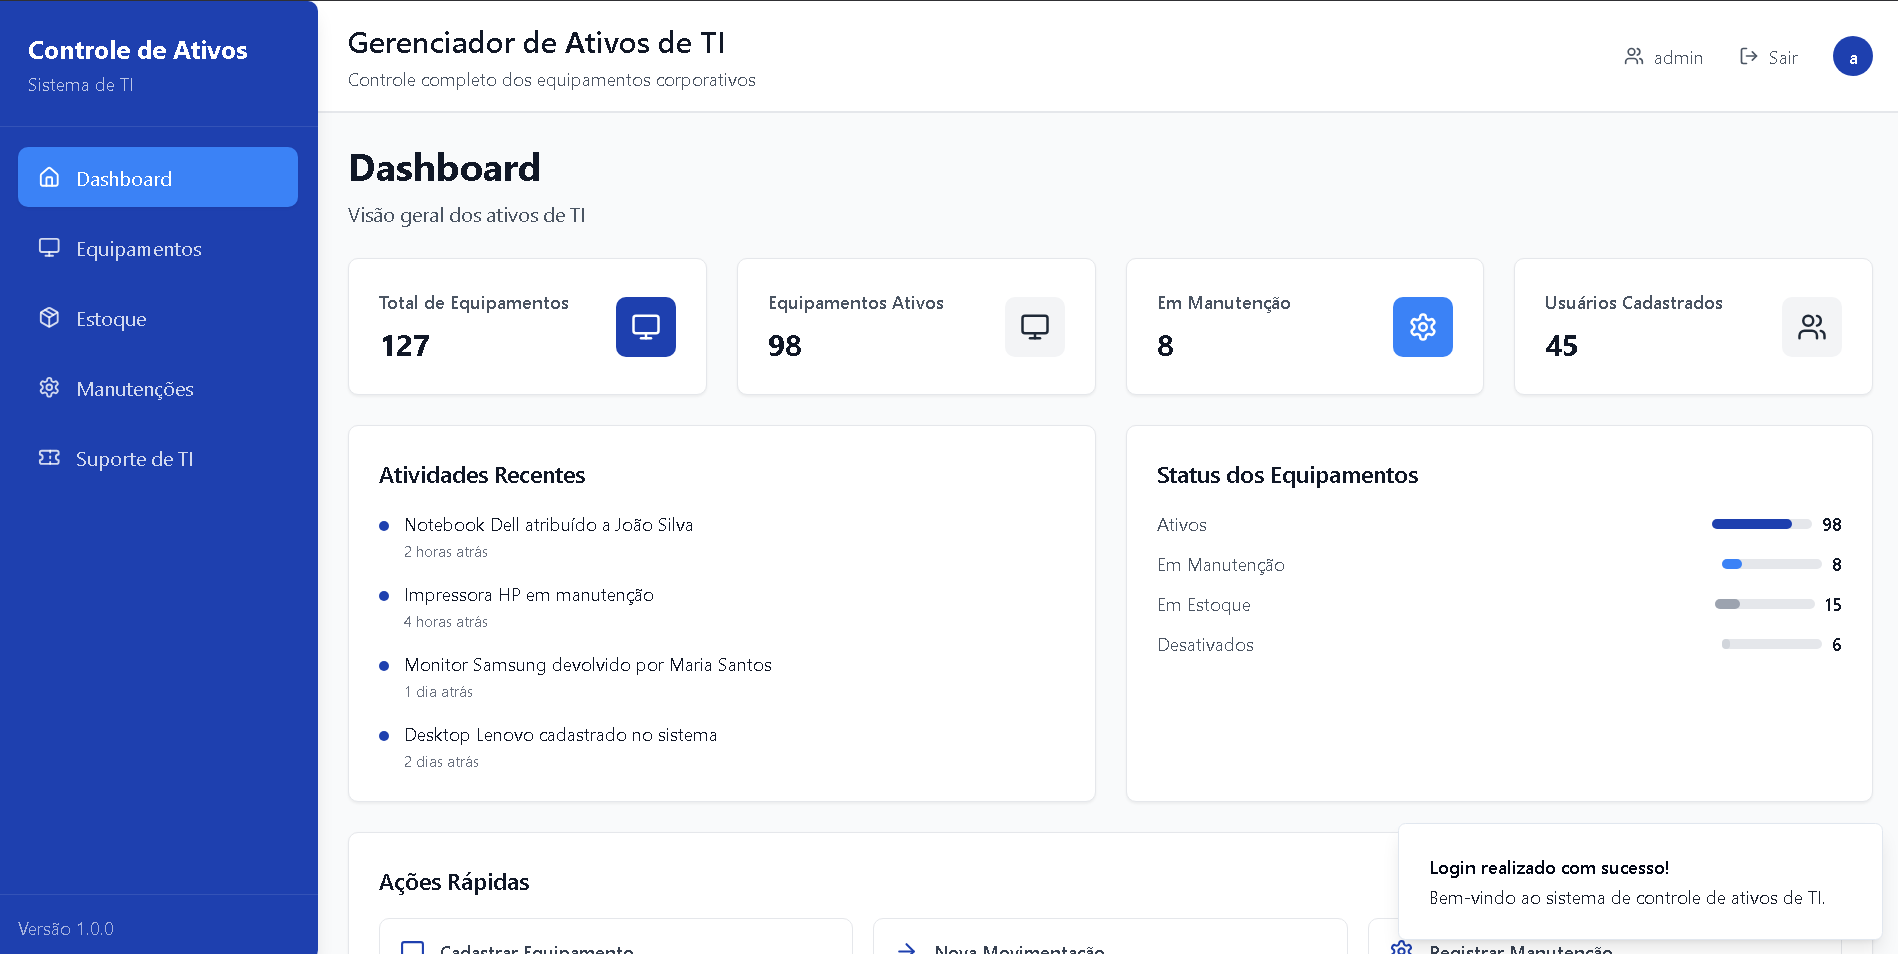 Controle de Ativos
Sistema de TI
Dashboard
Equipamentos
Estoque
Manutenções
Suporte de TI
Versão 1.0.0
Gerenciador de Ativos de TI
Controle completo dos equipamentos corporativos
admin
Sair
a
Dashboard
Visão geral dos ativos de TI
Total de Equipamentos
127
Equipamentos Ativos
98
Em Manutenção
8
Usuários Cadastrados
45
Atividades Recentes
Notebook Dell atribuído a João Silva
2 horas atrás
Impressora HP em manutenção
4 horas atrás
Monitor Samsung devolvido por Maria Santos
1 dia atrás
Desktop Lenovo cadastrado no sistema
2 dias atrás
Status dos Equipamentos
Ativos 98
Em Manutenção 8
Em Estoque 15
Desativados 6
Ações Rápidas
Cadastrar Equipamento
Nova Movimentação
Registrar Manutenção
Login realizado com sucesso!
Bem-vindo ao sistema de controle de ativos de TI.